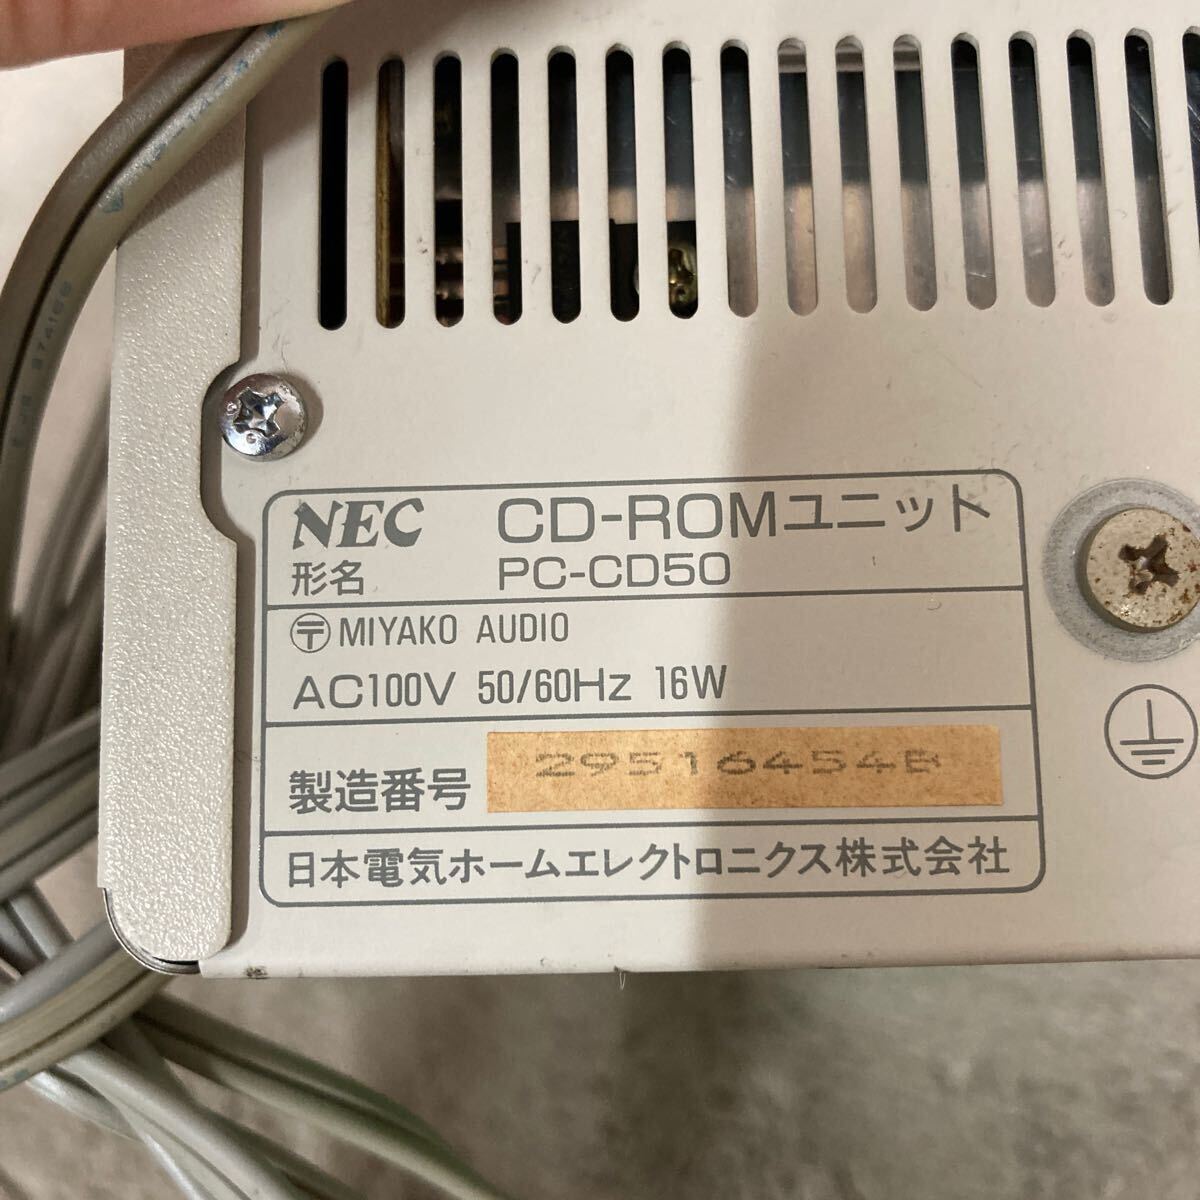 NEC CD-ROMユニット
形名 PC-CD50
〒 MIYAKO AUDIO
AC100V 50/60Hz 16W
製造番号 29516454B
日本電気ホームエレクトロニクス株式会社